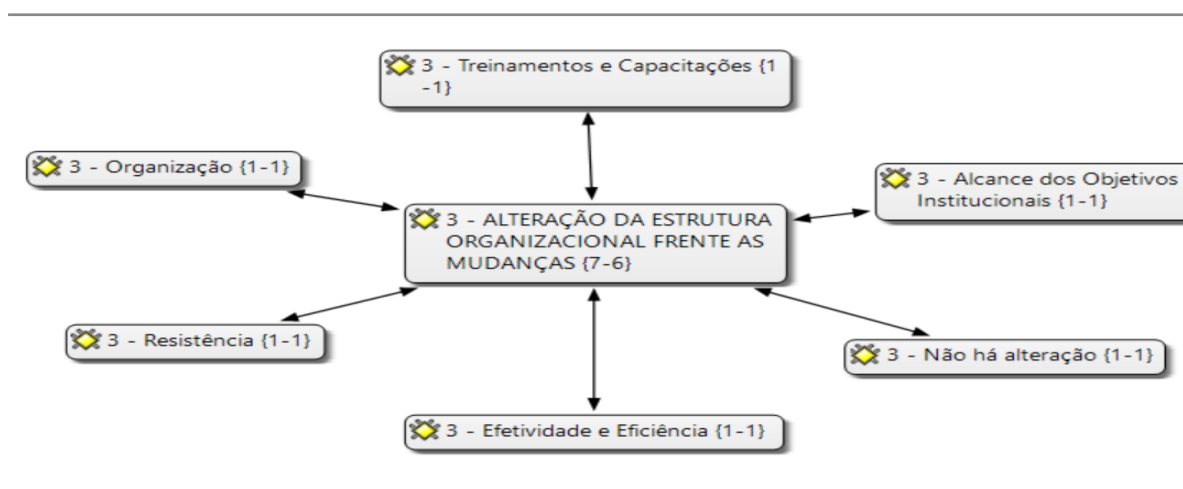 3 - Treinamentos e Capacitações {1
-1}
3 - Organização {1-1}
3 - Alcance dos Objetivos
Institucionais {1-1}
3 - ALTERAÇÃO DA ESTRUTURA
ORGANIZACIONAL FRENTE AS
MUDANÇAS {7-6}
3 - Resistência {1-1}
3 - Não há alteração {1-1}
3 - Efetividade e Eficiência {1-1}